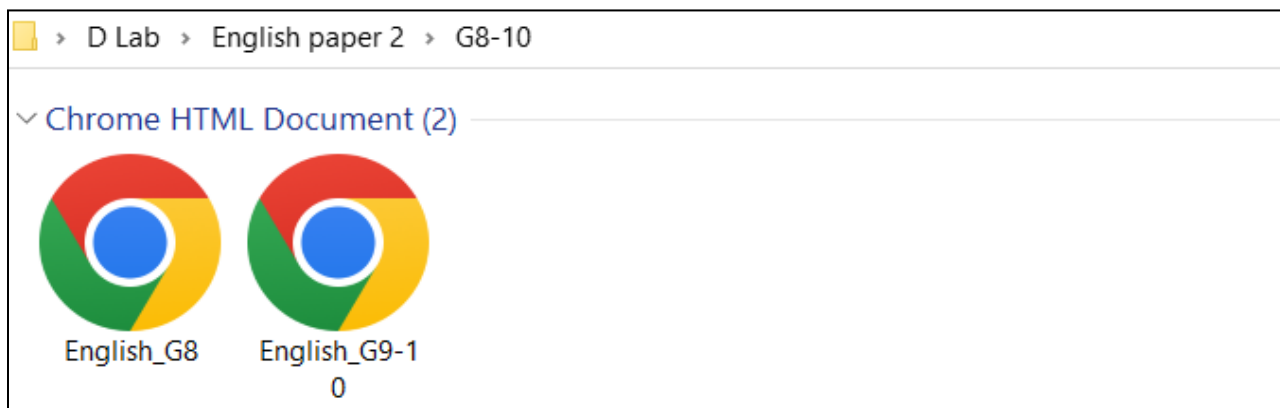 D Lab > English paper 2 > G8-10
Chrome HTML Document (2)
English_G8 English_G9-1
0